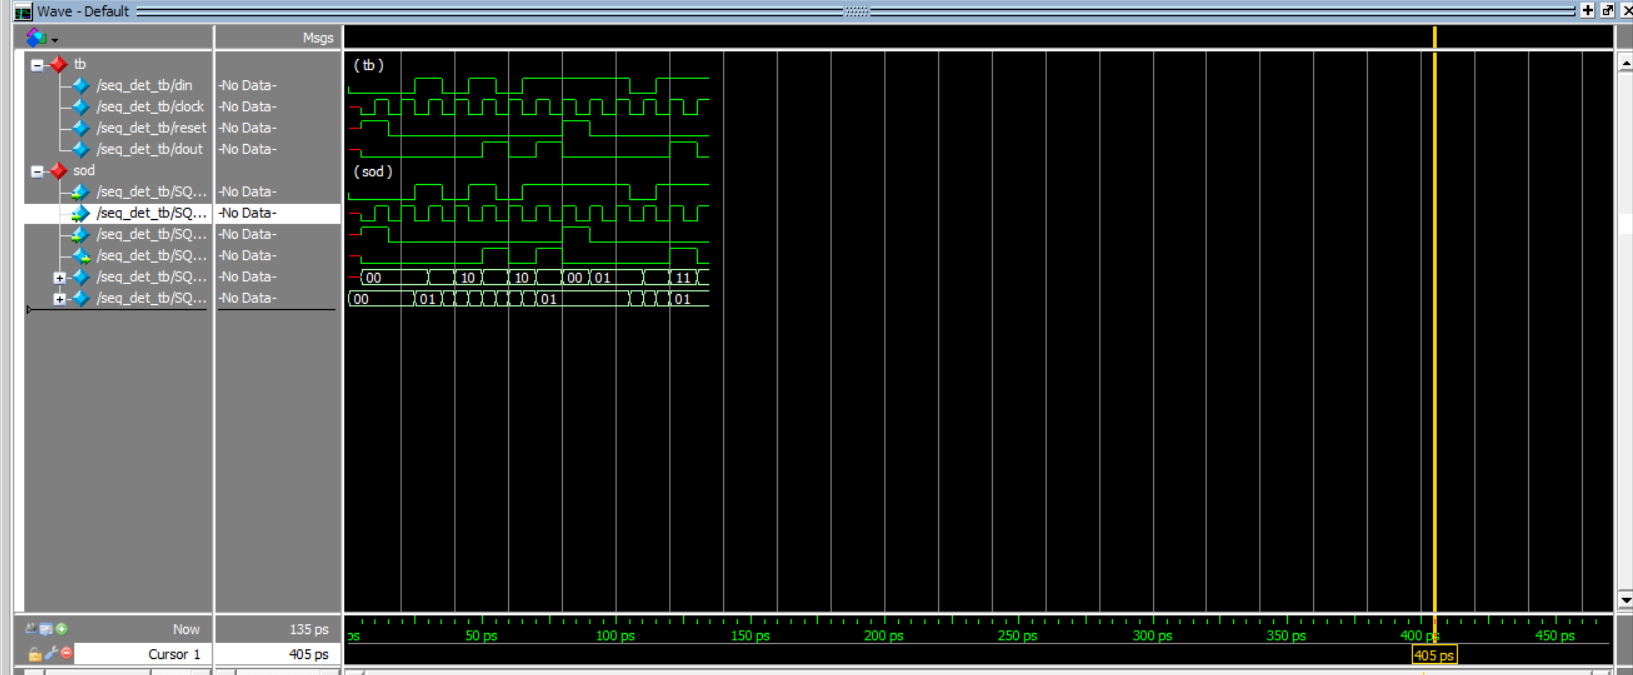 Wave - Default
Msgs
tb
/seq_det_tb/din -No Data-
/seq_det_tb/clock -No Data-
/seq_det_tb/reset -No Data-
/seq_det_tb/dout -No Data-
sod
/seq_det_tb/SQ... -No Data-
/seq_det_tb/SQ... -No Data-
/seq_det_tb/SQ... -No Data-
/seq_det_tb/SQ... -No Data-
/seq_det_tb/SQ... -No Data-
/seq_det_tb/SQ... -No Data-
( tb )
( sod )
00 10 10 00 01 11
00 01 01 01
Now 135 ps
Cursor 1 405 ps
ps 50 ps 100 ps 150 ps 200 ps 250 ps 300 ps 350 ps 400 ps 450 ps
405 ps